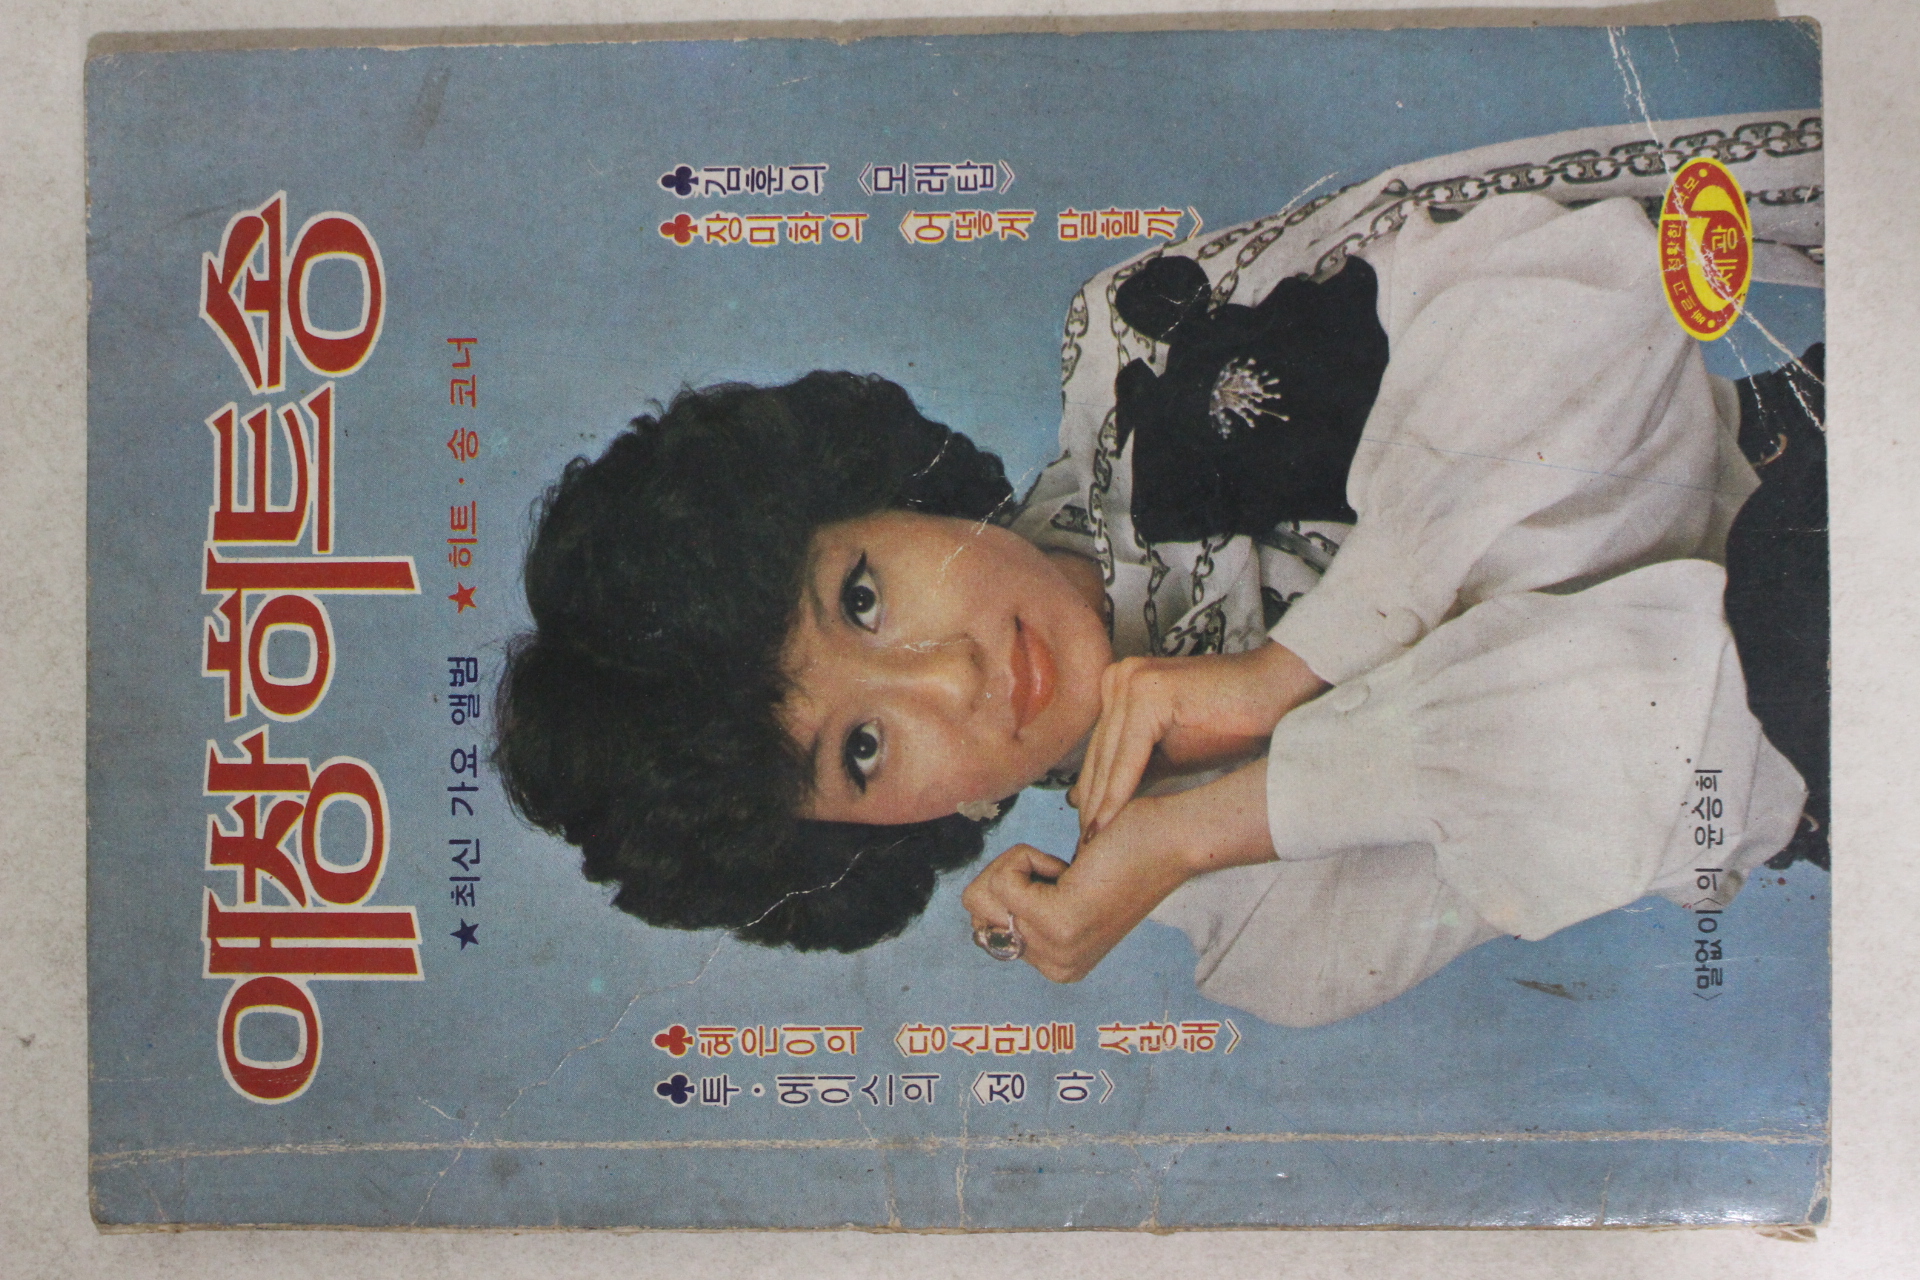 애창히트송
★최신 가요 앨범 ★히트·송 코너
♣혜은이의 〈당신만을 사랑해〉
♣투·에이스의 〈정 아〉
♣김훈의 〈모래탑〉
♣장미화의 〈어떻게 말할까〉
〈말없이〉의 윤승희
세광